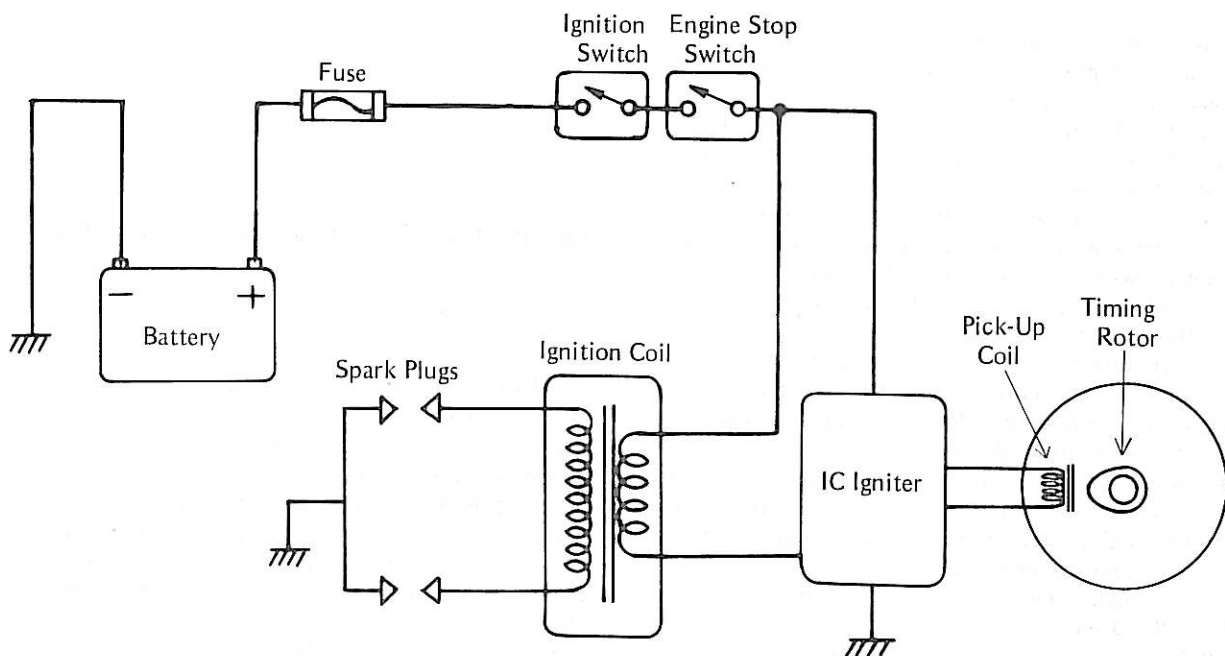 Ignition
Switch
Engine Stop
Switch
Fuse
−
+
Battery
Spark Plugs
Ignition Coil
IC Igniter
Pick-Up
Coil
Timing
Rotor